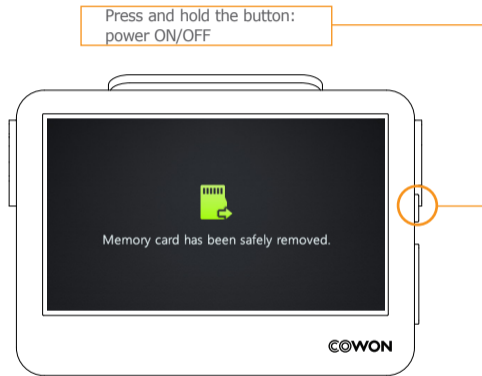 Press and hold the button:
power ON/OFF
Memory card has been safely removed.
COWON